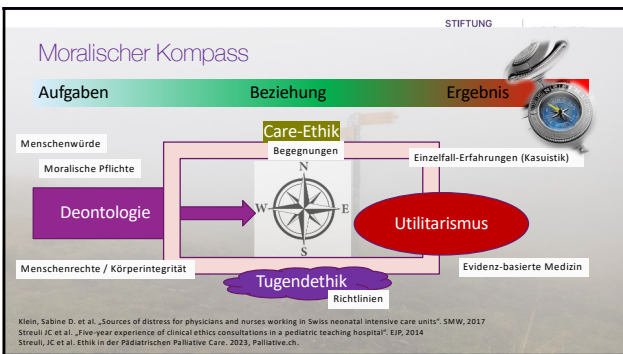 STIFTUNG
Moralischer Kompass
Aufgaben Beziehung Ergebnis
Care-Ethik
Menschenwürde
Begegnungen
Einzelfall-Erfahrungen (Kasuistik)
Moralische Pflichte
N
Deontologie
W E
Utilitarismus
S
Menschenrechte / Körperintegrität
Evidenz-basierte Medizin
Tugendethik
Richtlinien
Klein, Sabine D. et al. „Sources of distress for physicians and nurses working in Swiss neonatal intensive care units“. SMW, 2017
Streuli JC et al. „Five-year experience of clinical ethics consultations in a pediatric teaching hospital“. EJP, 2014
Streuli, JC et al. Ethik in der Pädiatrischen Palliative Care. 2023, Palliative.ch.